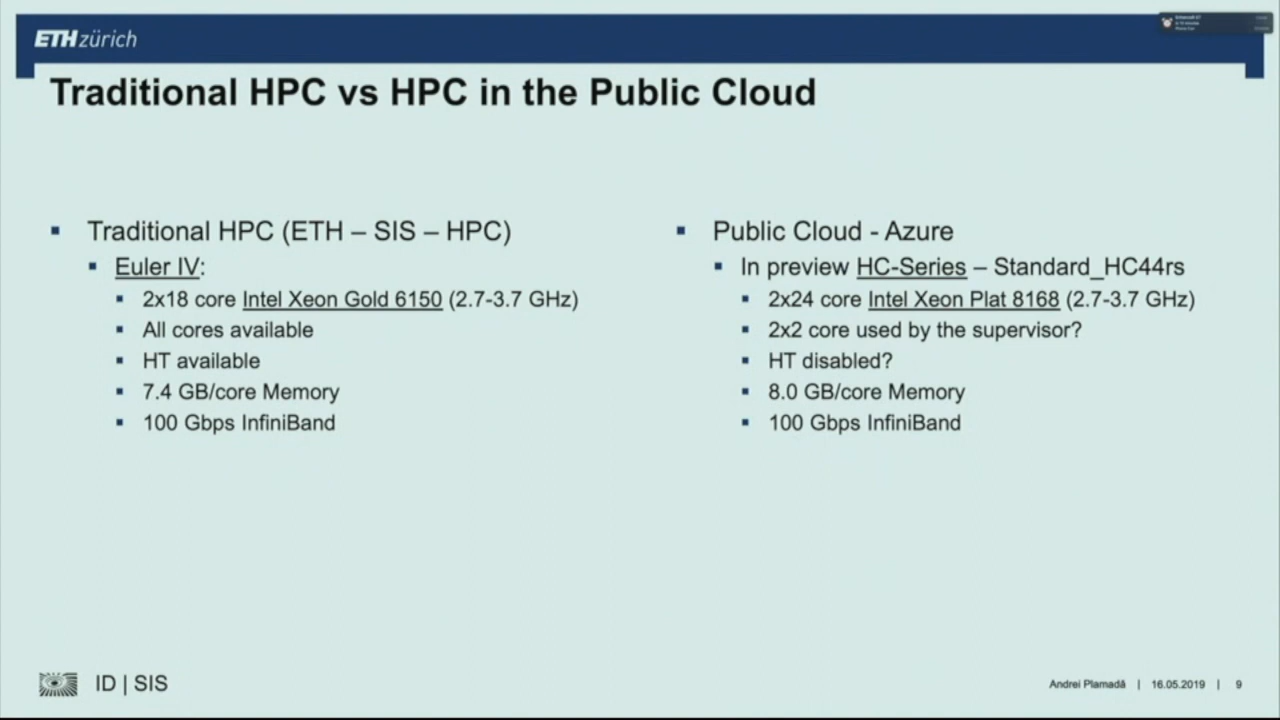 ETH zürich
Traditional HPC vs HPC in the Public Cloud
▪ Traditional HPC (ETH – SIS – HPC)
▪ Euler IV:
▪ 2x18 core Intel Xeon Gold 6150 (2.7-3.7 GHz)
▪ All cores available
▪ HT available
▪ 7.4 GB/core Memory
▪ 100 Gbps InfiniBand
▪ Public Cloud - Azure
▪ In preview HC-Series – Standard_HC44rs
▪ 2x24 core Intel Xeon Plat 8168 (2.7-3.7 GHz)
▪ 2x2 core used by the supervisor?
▪ HT disabled?
▪ 8.0 GB/core Memory
▪ 100 Gbps InfiniBand
ID | SIS
Andrei Plamadă | 16.05.2019 | 9